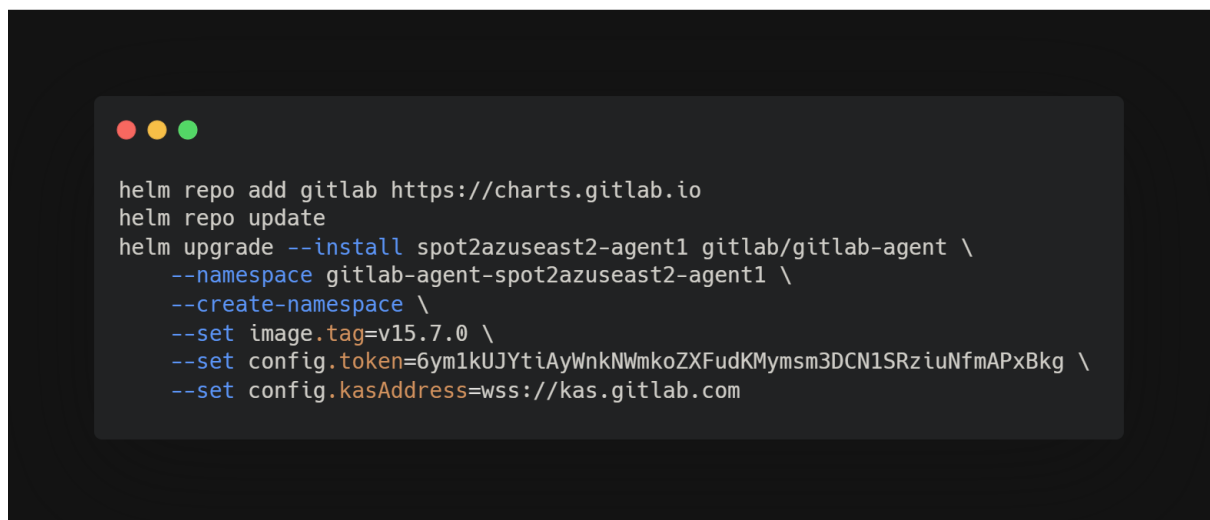 helm repo add gitlab https://charts.gitlab.io
helm repo update
helm upgrade --install spot2azuseast2-agent1 gitlab/gitlab-agent \
    --namespace gitlab-agent-spot2azuseast2-agent1 \
    --create-namespace \
    --set image.tag=v15.7.0 \
    --set config.token=6ym1kUJYtiAyWnkNWmkoZXFudKMymsm3DCN1SRziuNfmAPxBkg \
    --set config.kasAddress=wss://kas.gitlab.com